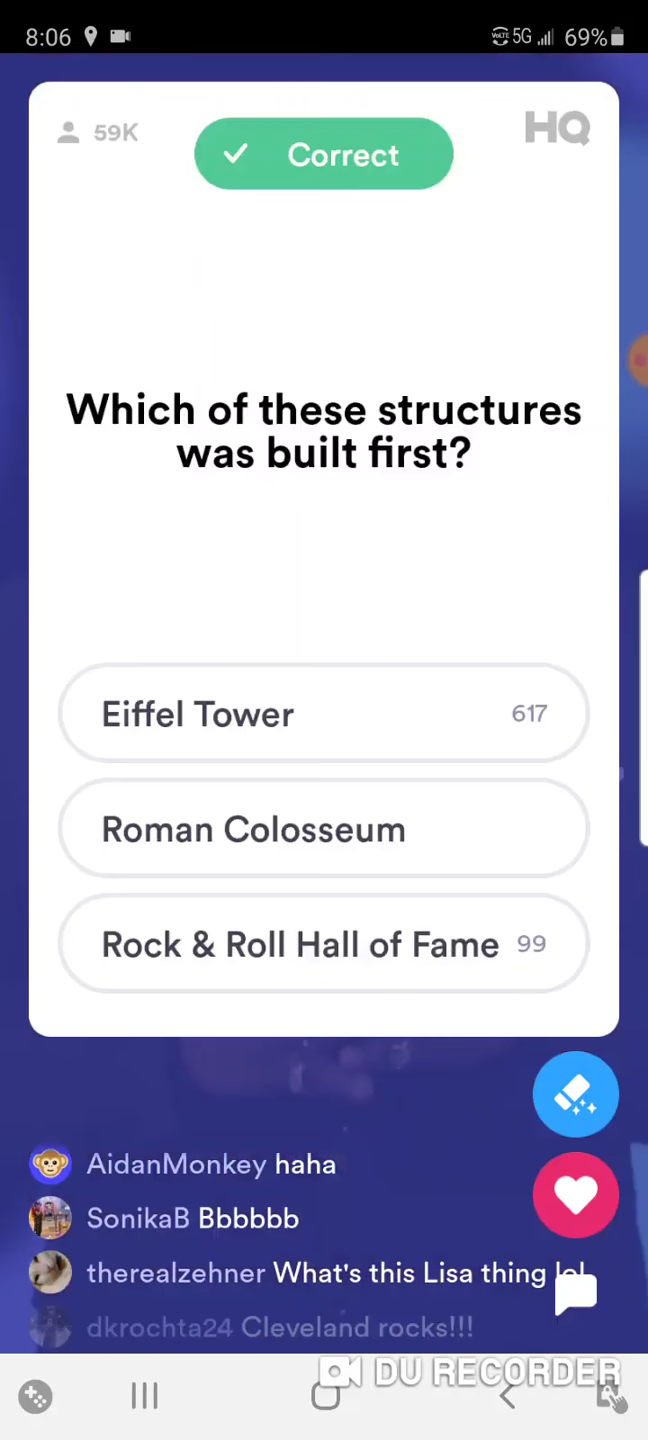 8:06 VoLTE 5G 69%
59K Correct HQ
Which of these structures
was built first?
Eiffel Tower 617
Roman Colosseum
Rock & Roll Hall of Fame 99
AidanMonkey haha
SonikaB Bbbbbb
therealzehner What's this Lisa thing lol
dkrochta24 Cleveland rocks!!!
DU RECORDER